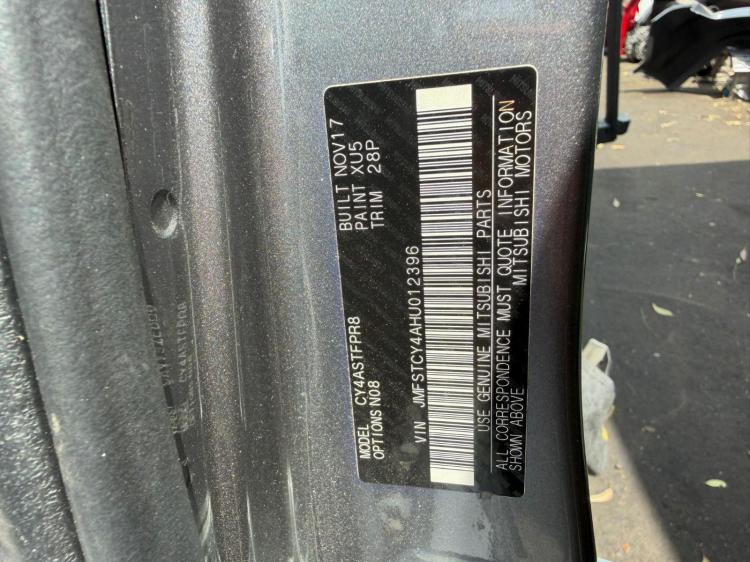 MODEL CY4ASTFPR8
OPTIONS N08
BUILT NOV17
PAINT XU5
TRIM 28P
VIN JMFSTCY4AHU012396
USE GENUINE MITSUBISHI PARTS
ALL CORRESPONDENCE MUST QUOTE INFORMATION
SHOWN ABOVE MITSUBISHI MOTORS